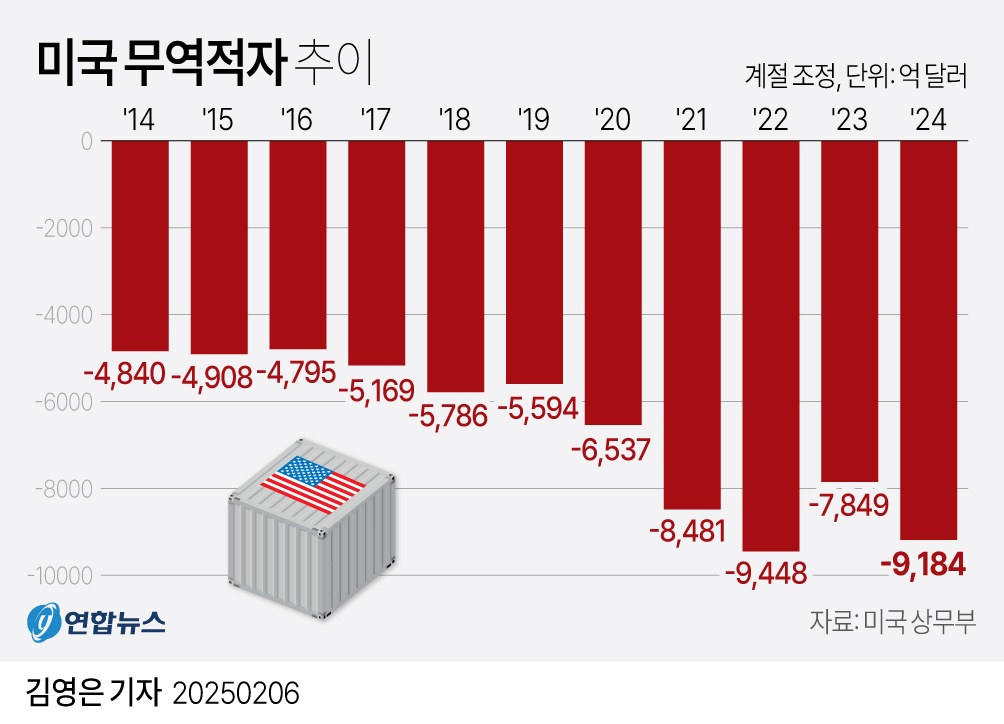 미국 무역적자 추이
계절 조정, 단위: 억 달러
'14 '15 '16 '17 '18 '19 '20 '21 '22 '23 '24
0
-2000
-4000
-6000
-8000
-10000
-4,840 -4,908 -4,795 -5,169 -5,786 -5,594 -6,537 -8,481 -9,448 -7,849 -9,184
연합뉴스
자료: 미국 상무부
김영은 기자 20250206